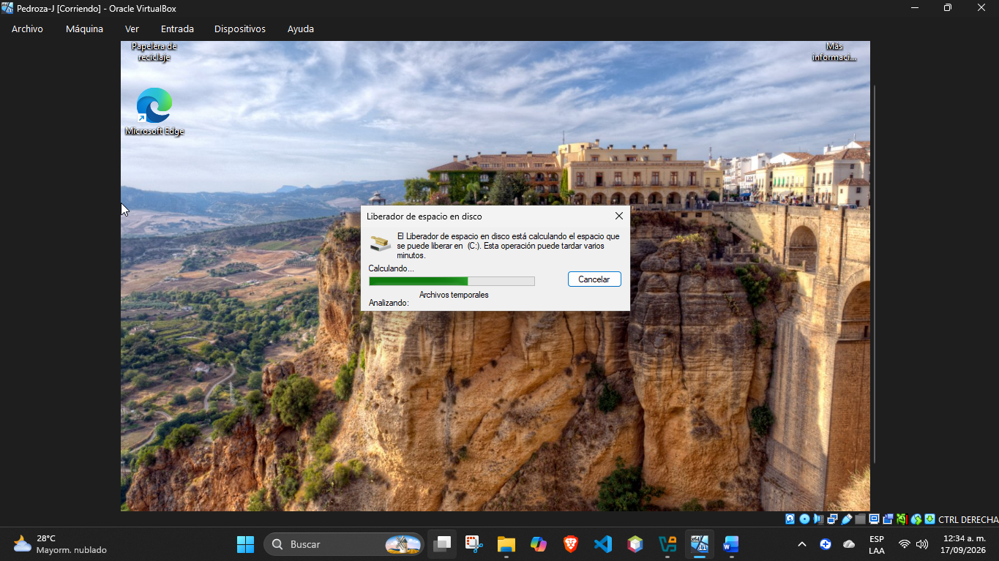 Pedroza-J [Corriendo] - Oracle VirtualBox
Archivo Máquina Ver Entrada Dispositivos Ayuda
Papelera de
reciclaje
Más
informaci...
Microsoft Edge
Liberador de espacio en disco
El Liberador de espacio en disco está calculando el espacio que
se puede liberar en (C:). Esta operación puede tardar varios
minutos.
Calculando...
Cancelar
Archivos temporales
Analizando:
CTRL DERECHA
28°C
Mayorm. nublado
Buscar
ESP
LAA
12:34 a. m.
17/09/2026